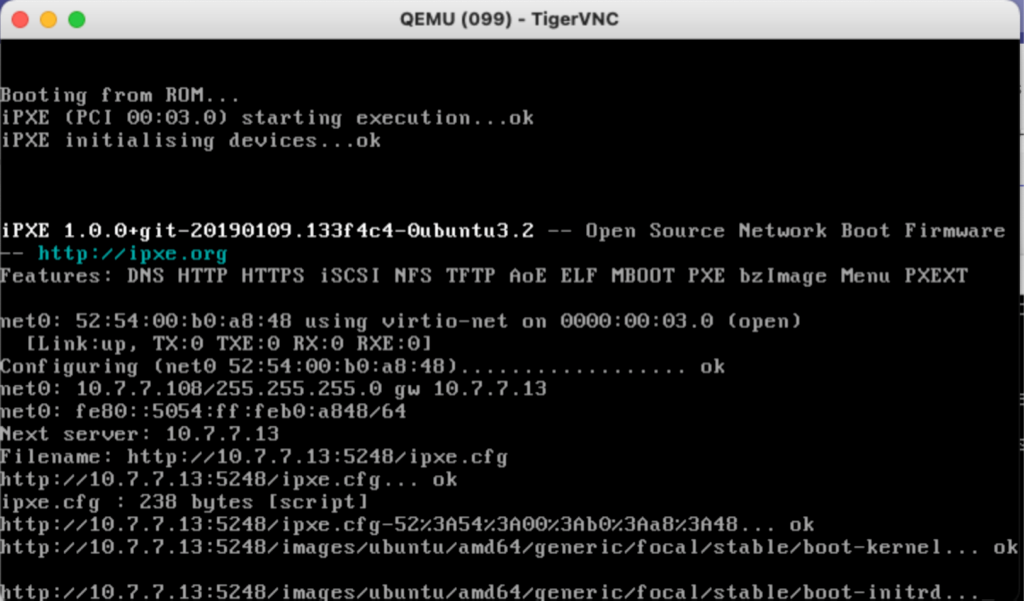 QEMU (099) - TigerVNC
Booting from ROM...
iPXE (PCI 00:03.0) starting execution...ok
iPXE initialising devices...ok
iPXE 1.0.0+git-20190109.133f4c4-0ubuntu3.2 -- Open Source Network Boot Firmware
-- http://ipxe.org
Features: DNS HTTP HTTPS iSCSI NFS TFTP AoE ELF MBOOT PXE bzImage Menu PXEXT
net0: 52:54:00:b0:a8:48 using virtio-net on 0000:00:03.0 (open)
[Link:up, TX:0 TXE:0 RX:0 RXE:0]
Configuring (net0 52:54:00:b0:a8:48).................. ok
net0: 10.7.7.108/255.255.255.0 gw 10.7.7.13
net0: fe80::5054:ff:feb0:a848/64
Next server: 10.7.7.13
Filename: http://10.7.7.13:5248/ipxe.cfg
http://10.7.7.13:5248/ipxe.cfg... ok
ipxe.cfg : 238 bytes [script]
http://10.7.7.13:5248/ipxe.cfg-52%3A54%3A00%3Ab0%3Aa8%3A48... ok
http://10.7.7.13:5248/images/ubuntu/amd64/generic/focal/stable/boot-kernel... ok
http://10.7.7.13:5248/images/ubuntu/amd64/generic/focal/stable/boot-initrd..._